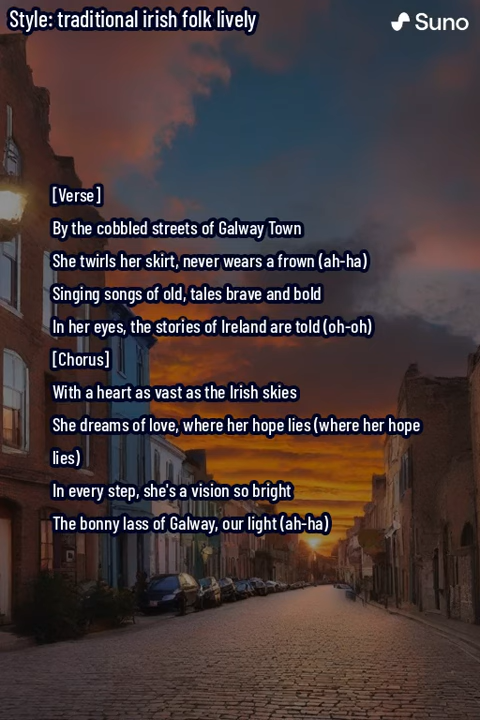 Style: traditional irish folk lively
Suno
[Verse]
By the cobbled streets of Galway Town
She twirls her skirt, never wears a frown (ah-ha)
Singing songs of old, tales brave and bold
In her eyes, the stories of Ireland are told (oh-oh)
[Chorus]
With a heart as vast as the Irish skies
She dreams of love, where her hope lies (where her hope
lies)
In every step, she's a vision so bright
The bonny lass of Galway, our light (ah-ha)